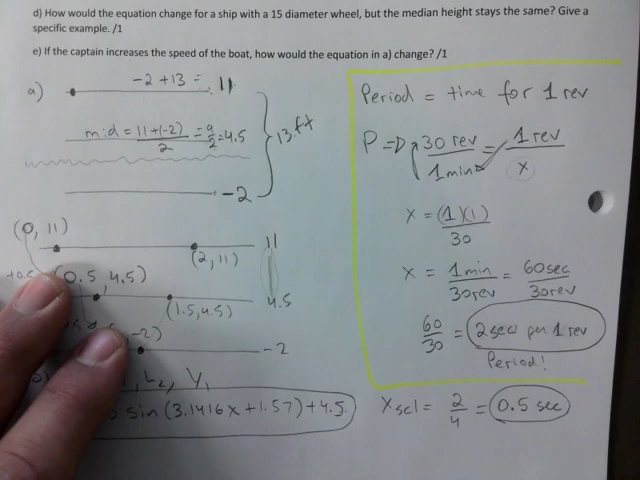 d) How would the equation change for a ship with a 15 diameter wheel, but the median height stays the same? Give a
specific example. /1
e) If the captain increases the speed of the boat, how would the equation in a) change? /1
a)
-2 +13 = 11
mid = 11+(-2)/2 = 9/2 = 4.5
13 ft
-2
(0, 11)
11
(2, 11)
+0.5
(0.5 4.5)
4.5
(1.5, 4.5)
-2)
-2
L2, Y1
sin (3.1416x + 1.57) + 4.5
Period = time for 1 rev
P => 30 rev/1 min = 1 rev/x
x = (1)(1)/30
x = 1 min/30 rev = 60 sec/30 rev
60/30 = 2 sec per 1 rev
Period!
Xscl = 2/4 = 0.5 sec